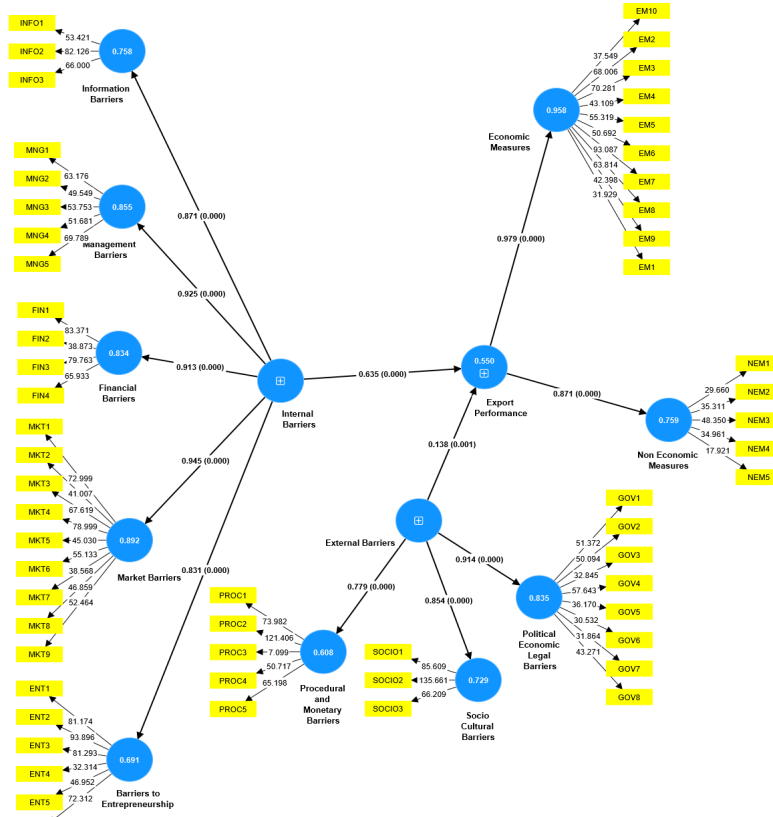 INFO1
INFO2
INFO3
53.421
82.126
66.000
0.758
Information
Barriers
MNG1
MNG2
MNG3
MNG4
MNG5
63.176
49.549
53.753
51.681
69.789
0.855
Management
Barriers
FIN1
FIN2
FIN3
FIN4
83.371
38.873
79.763
65.933
0.834
Financial
Barriers
MKT1
MKT2
MKT3
MKT4
MKT5
MKT6
MKT7
MKT8
MKT9
72.999
41.007
67.619
78.999
45.030
55.133
38.568
46.859
52.464
0.892
Market Barriers
ENT1
ENT2
ENT3
ENT4
ENT5
81.174
93.896
81.293
32.314
46.952
72.312
0.691
Barriers to
Entrepreneurship
0.871 (0.000)
0.925 (0.000)
0.913 (0.000)
0.945 (0.000)
0.831 (0.000)
Internal
Barriers
0.635 (0.000)
0.550
Export
Performance
0.979 (0.000)
0.871 (0.000)
0.138 (0.001)
0.958
Economic
Measures
37.549
68.006
70.281
43.109
55.319
50.692
93.087
63.814
42.398
31.929
EM10
EM2
EM3
EM4
EM5
EM6
EM7
EM8
EM9
EM1
0.759
Non Economic
Measures
29.660
35.311
48.350
34.961
17.921
NEM1
NEM2
NEM3
NEM4
NEM5
External Barriers
0.779 (0.000)
0.854 (0.000)
0.914 (0.000)
PROC1
PROC2
PROC3
PROC4
PROC5
73.982
121.406
7.099
50.717
65.198
0.608
Procedural
and
Monetary
Barriers
SOCIO1
SOCIO2
SOCIO3
85.609
135.661
66.209
0.729
Socio
Cultural
Barriers
0.835
Political
Economic
Legal
Barriers
51.372
50.094
32.845
57.643
36.170
30.532
31.864
43.271
GOV1
GOV2
GOV3
GOV4
GOV5
GOV6
GOV7
GOV8